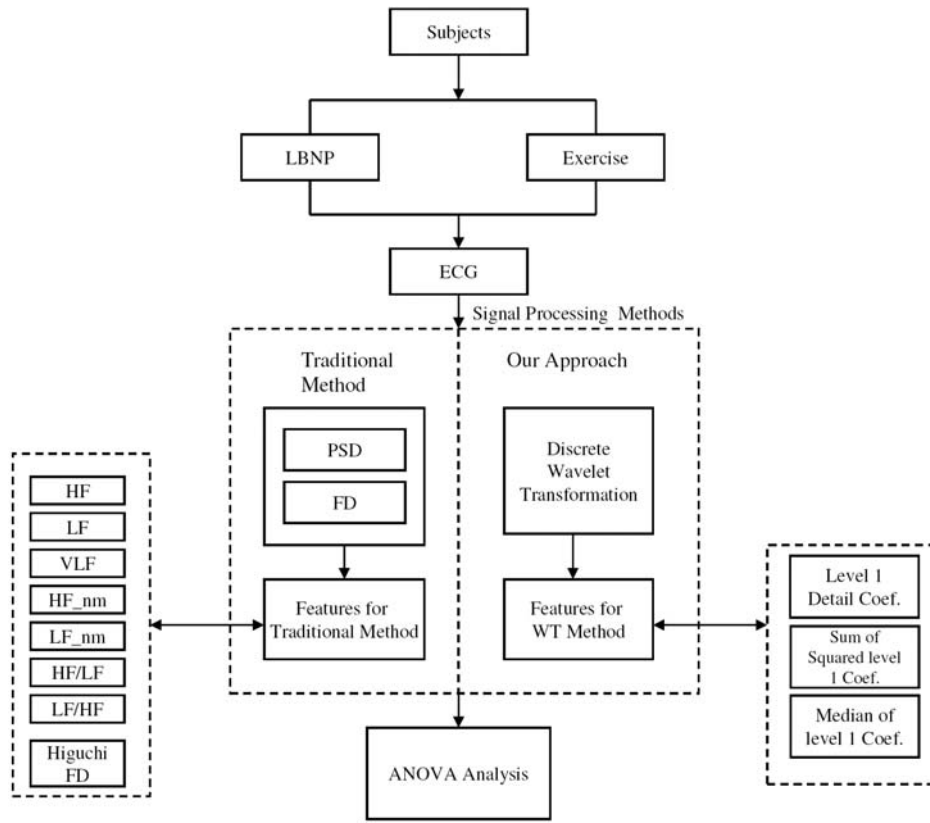 Subjects
LBNP
Exercise
ECG
Signal Processing Methods
Traditional
Method
Our Approach
PSD
FD
Discrete
Wavelet
Transformation
Features for
Traditional Method
Features for
WT Method
HF
LF
VLF
HF_nm
LF_nm
HF/LF
LF/HF
Higuchi
FD
Level 1
Detail Coef.
Sum of
Squared level
1 Coef.
Median of
level 1 Coef.
ANOVA Analysis